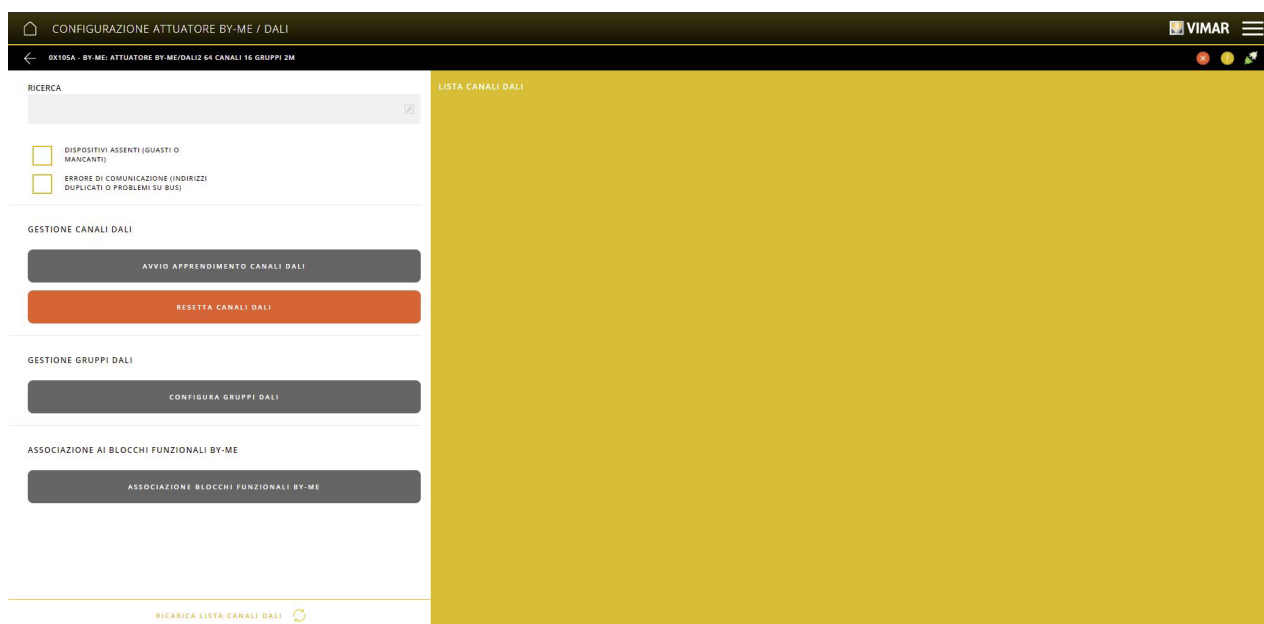 CONFIGURAZIONE ATTUATORE BY-ME / DALI
VIMAR
0X105A - BY-ME: ATTUATORE BY-ME/DALI2 64 CANALI 16 GRUPPI 2M
RICERCA
LISTA CANALI DALI
DISPOSITIVI ASSENTI (GUASTI O
MANCANTI)
ERRORE DI COMUNICAZIONE (INDIRIZZI
DUPLICATI O PROBLEMI SU BUS)
GESTIONE CANALI DALI
AVVIO APPRENDIMENTO CANALI DALI
RESETTA CANALI DALI
GESTIONE GRUPPI DALI
CONFIGURA GRUPPI DALI
ASSOCIAZIONE AI BLOCCHI FUNZIONALI BY-ME
ASSOCIAZIONE BLOCCHI FUNZIONALI BY-ME
RICARICA LISTA CANALI DALI